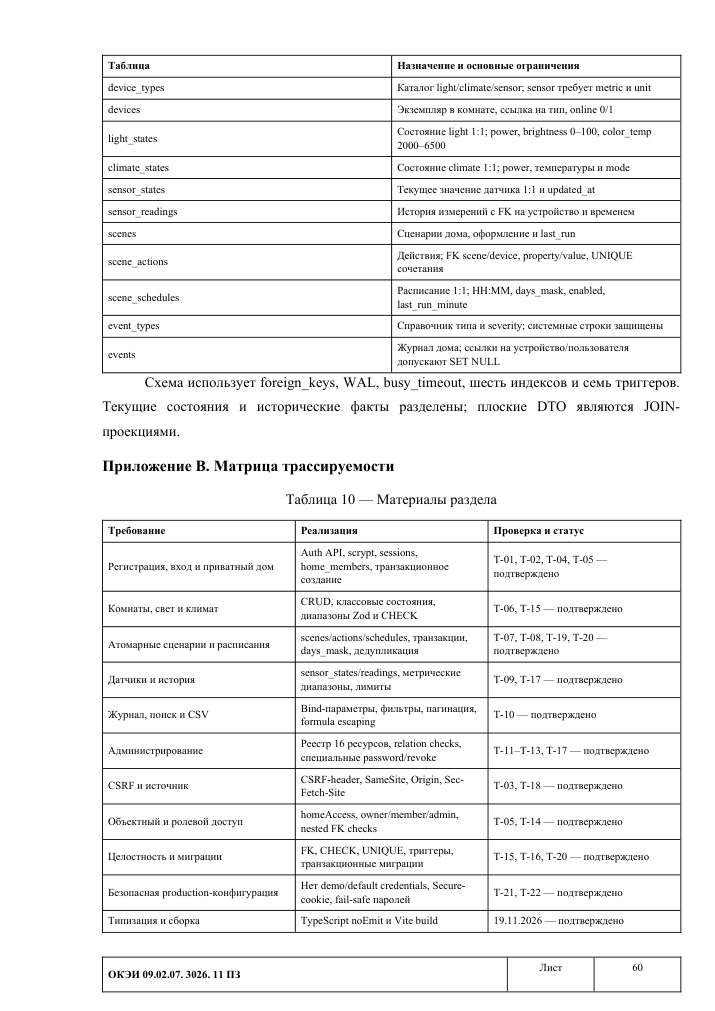 Таблица Назначение и основные ограничения
device_types Каталог light/climate/sensor; sensor требует metric и unit
devices Экземпляр в комнате, ссылка на тип, online 0/1
light_states Состояние light 1:1; power, brightness 0–100, color_temp
2000–6500
climate_states Состояние climate 1:1; power, температуры и mode
sensor_states Текущее значение датчика 1:1 и updated_at
sensor_readings История измерений с FK на устройство и временем
scenes Сценарии дома, оформление и last_run
scene_actions Действия; FK scene/device, property/value, UNIQUE
сочетания
scene_schedules Расписание 1:1; HH:MM, days_mask, enabled,
last_run_minute
event_types Справочник типа и severity; системные строки защищены
events Журнал дома; ссылки на устройство/пользователя
допускают SET NULL
Схема использует foreign_keys, WAL, busy_timeout, шесть индексов и семь триггеров.
Текущие состояния и исторические факты разделены; плоские DTO являются JOIN-
проекциями.
Приложение В. Матрица трассируемости
Таблица 10 — Материалы раздела
Требование Реализация Проверка и статус
Регистрация, вход и приватный дом Auth API, scrypt, sessions,
home_members, транзакционное
создание
T-01, T-02, T-04, T-05 —
подтверждено
Комнаты, свет и климат CRUD, классовые состояния,
диапазоны Zod и CHECK
T-06, T-15 — подтверждено
Атомарные сценарии и расписания scenes/actions/schedules, транзакции,
days_mask, дедупликация
T-07, T-08, T-19, T-20 —
подтверждено
Датчики и история sensor_states/readings, метрические
диапазоны, лимиты
T-09, T-17 — подтверждено
Журнал, поиск и CSV Bind-параметры, фильтры, пагинация,
formula escaping
T-10 — подтверждено
Администрирование Реестр 16 ресурсов, relation checks,
специальные password/revoke
T-11–T-13, T-17 — подтверждено
CSRF и источник CSRF-header, SameSite, Origin, Sec-
Fetch-Site
T-03, T-18 — подтверждено
Объектный и ролевой доступ homeAccess, owner/member/admin,
nested FK checks
T-05, T-14 — подтверждено
Целостность и миграции FK, CHECK, UNIQUE, триггеры,
транзакционные миграции
T-15, T-16, T-20 — подтверждено
Безопасная production-конфигурация Нет demo/default credentials, Secure-
cookie, fail-safe паролей
T-21, T-22 — подтверждено
Типизация и сборка TypeScript noEmit и Vite build 19.11.2026 — подтверждено
ОКЭИ 09.02.07. 3026. 11 ПЗ Лист 60